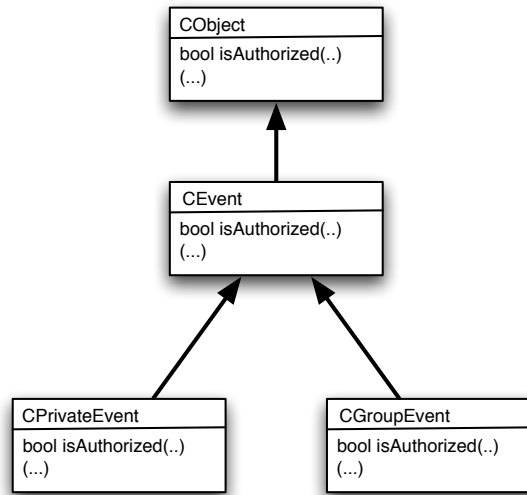 CObject
bool isAuthorized(..)
(...)
CEvent
bool isAuthorized(..)
(...)
CPrivateEvent
bool isAuthorized(..)
(...)
CGroupEvent
bool isAuthorized(..)
(...)